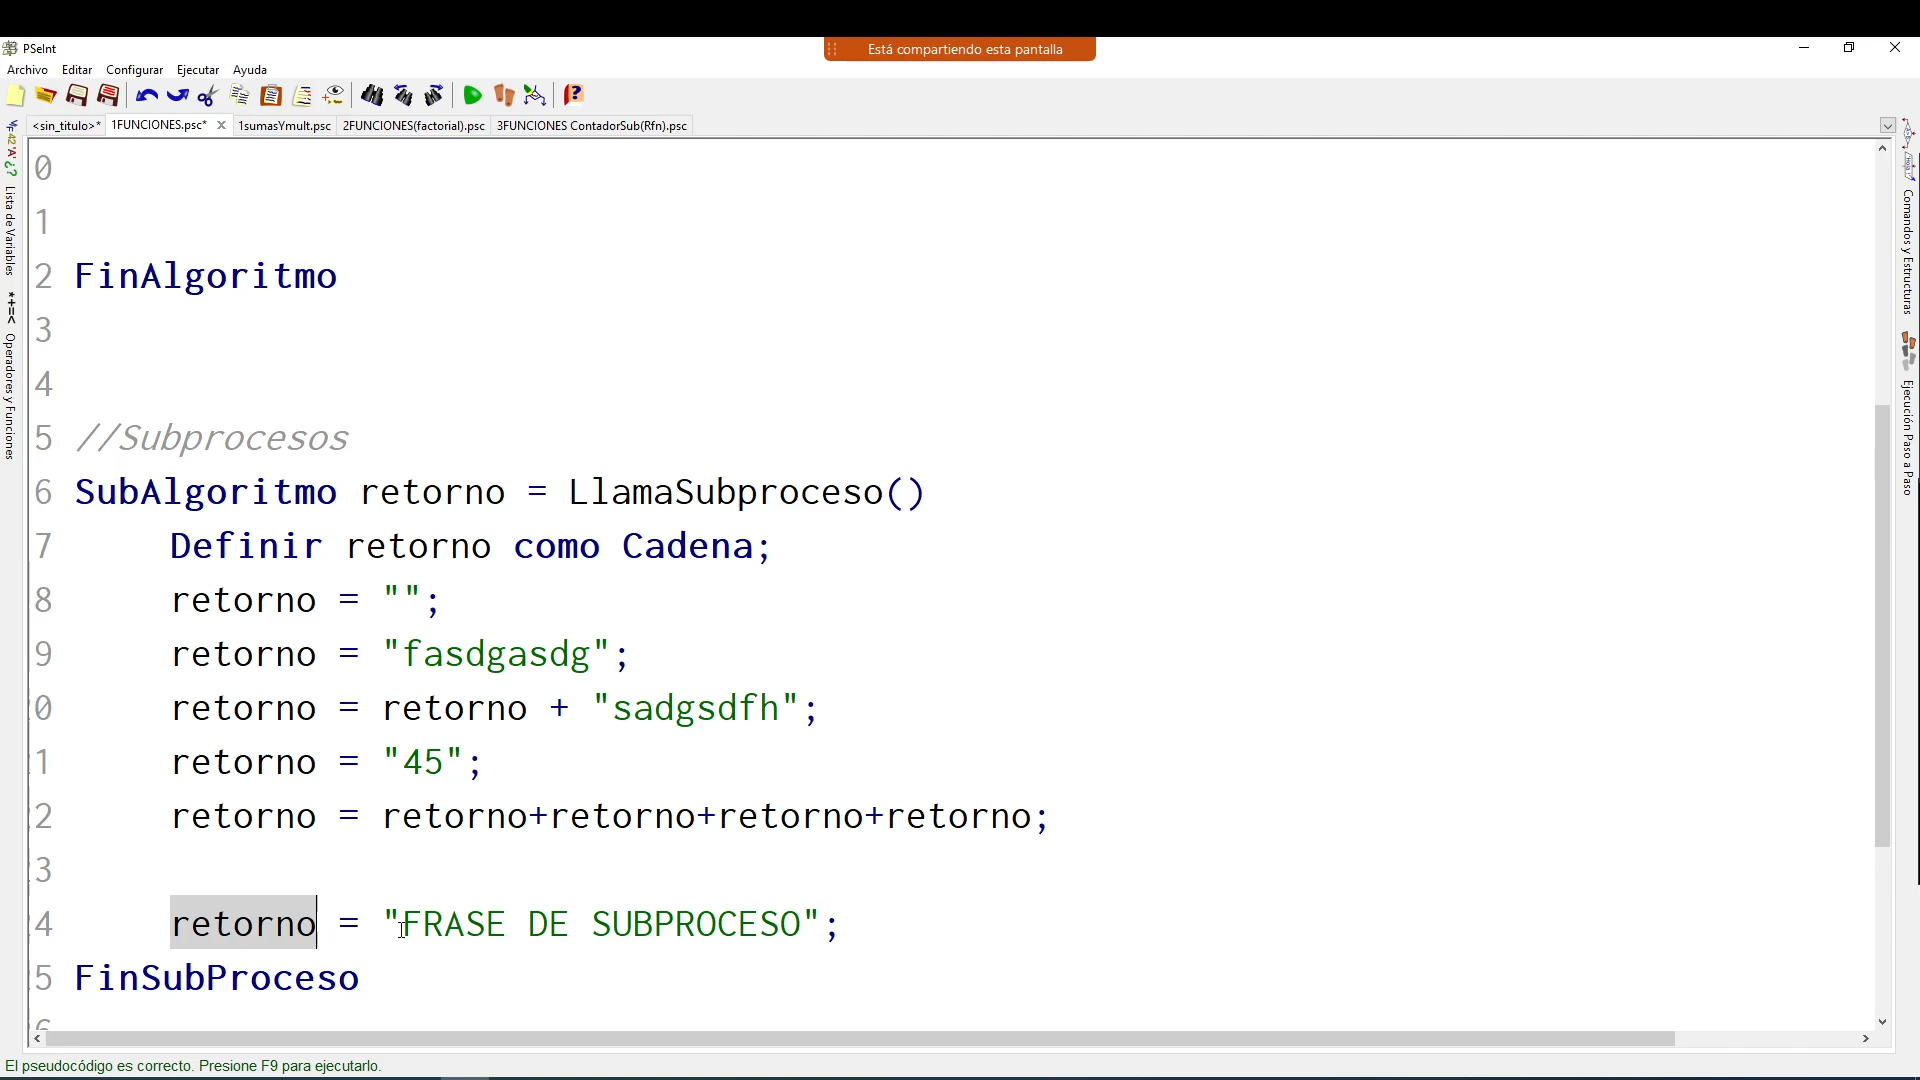 PSeInt
Está compartiendo esta pantalla
Archivo Editar Configurar Ejecutar Ayuda
<sin_titulo>* 1FUNCIONES.psc* 1sumasYmult.psc 2FUNCIONES(factorial).psc 3FUNCIONES ContadorSub(Rfn).psc
Lista de Variables
Operadores y Funciones
0
1
2 FinAlgoritmo
3
4
5 //Subprocesos
6 SubAlgoritmo retorno = LlamaSubproceso()
7 Definir retorno como Cadena;
8 retorno = "";
9 retorno = "fasdgasdg";
0 retorno = retorno + "sadgsdfh";
1 retorno = "45";
2 retorno = retorno+retorno+retorno+retorno;
3
4 retorno = "FRASE DE SUBPROCESO";
5 FinSubProceso
Comandos y Estructuras
Ejecución Paso a Paso
El pseudocódigo es correcto. Presione F9 para ejecutarlo.